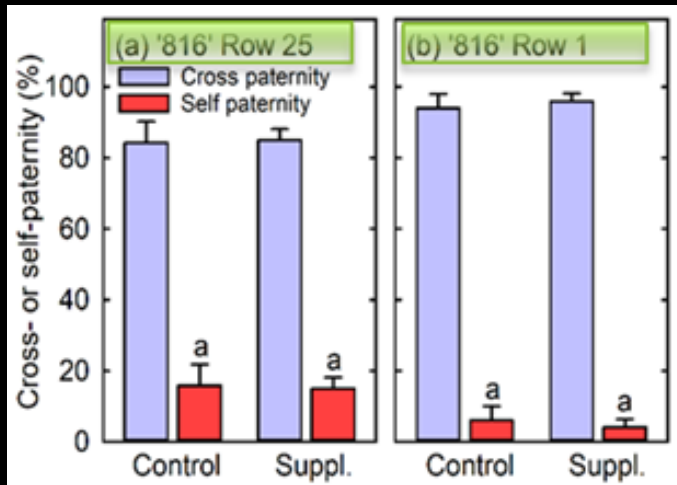 (a) '816' Row 25
(b) '816' Row 1
Cross- or self-paternity (%)
100
80
60
40
20
0
Cross paternity
Self paternity
a
a
a
a
Control
Suppl.
Control
Suppl.